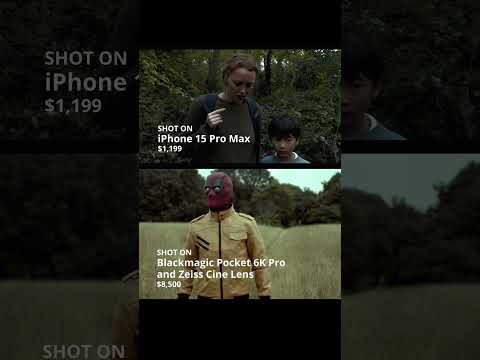 SHOT ON
iPhone 1
$1,199
SHOT ON
iPhone 15 Pro Max
$1,199
SHOT ON
Blackmagic Pocket 6K Pro
and Zeiss Cine Lens
$8,500
SHOT ON